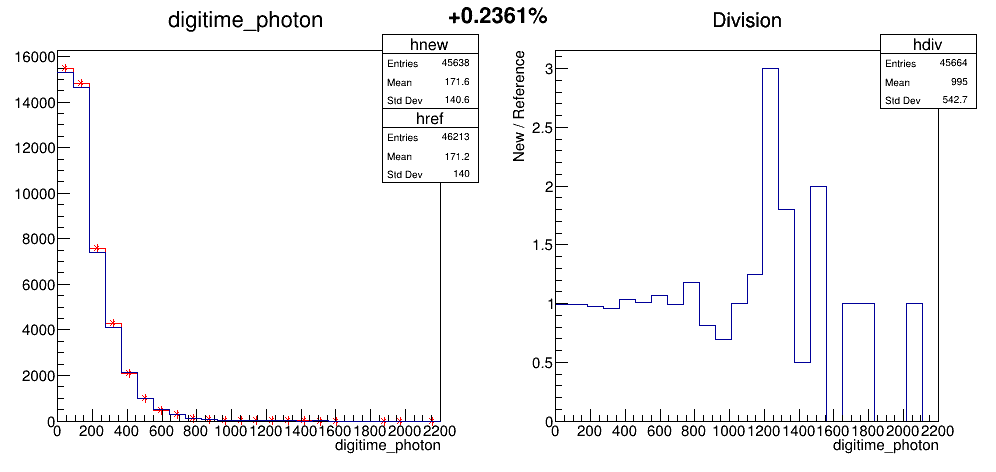 +0.2361%
digitime_photon
hnew
Entries 45638
Mean 171.6
Std Dev 140.6
href
Entries 46213
Mean 171.2
Std Dev 140
16000
14000
12000
10000
8000
6000
4000
2000
0
0 200 400 600 800 1000 1200 1400 1600 1800 2000 2200
digitime_photon
Division
hdiv
Entries 45664
Mean 995
Std Dev 542.7
New / Reference
3
2.5
2
1.5
1
0.5
0
0 200 400 600 800 1000 1200 1400 1600 1800 2000 2200
digitime_photon